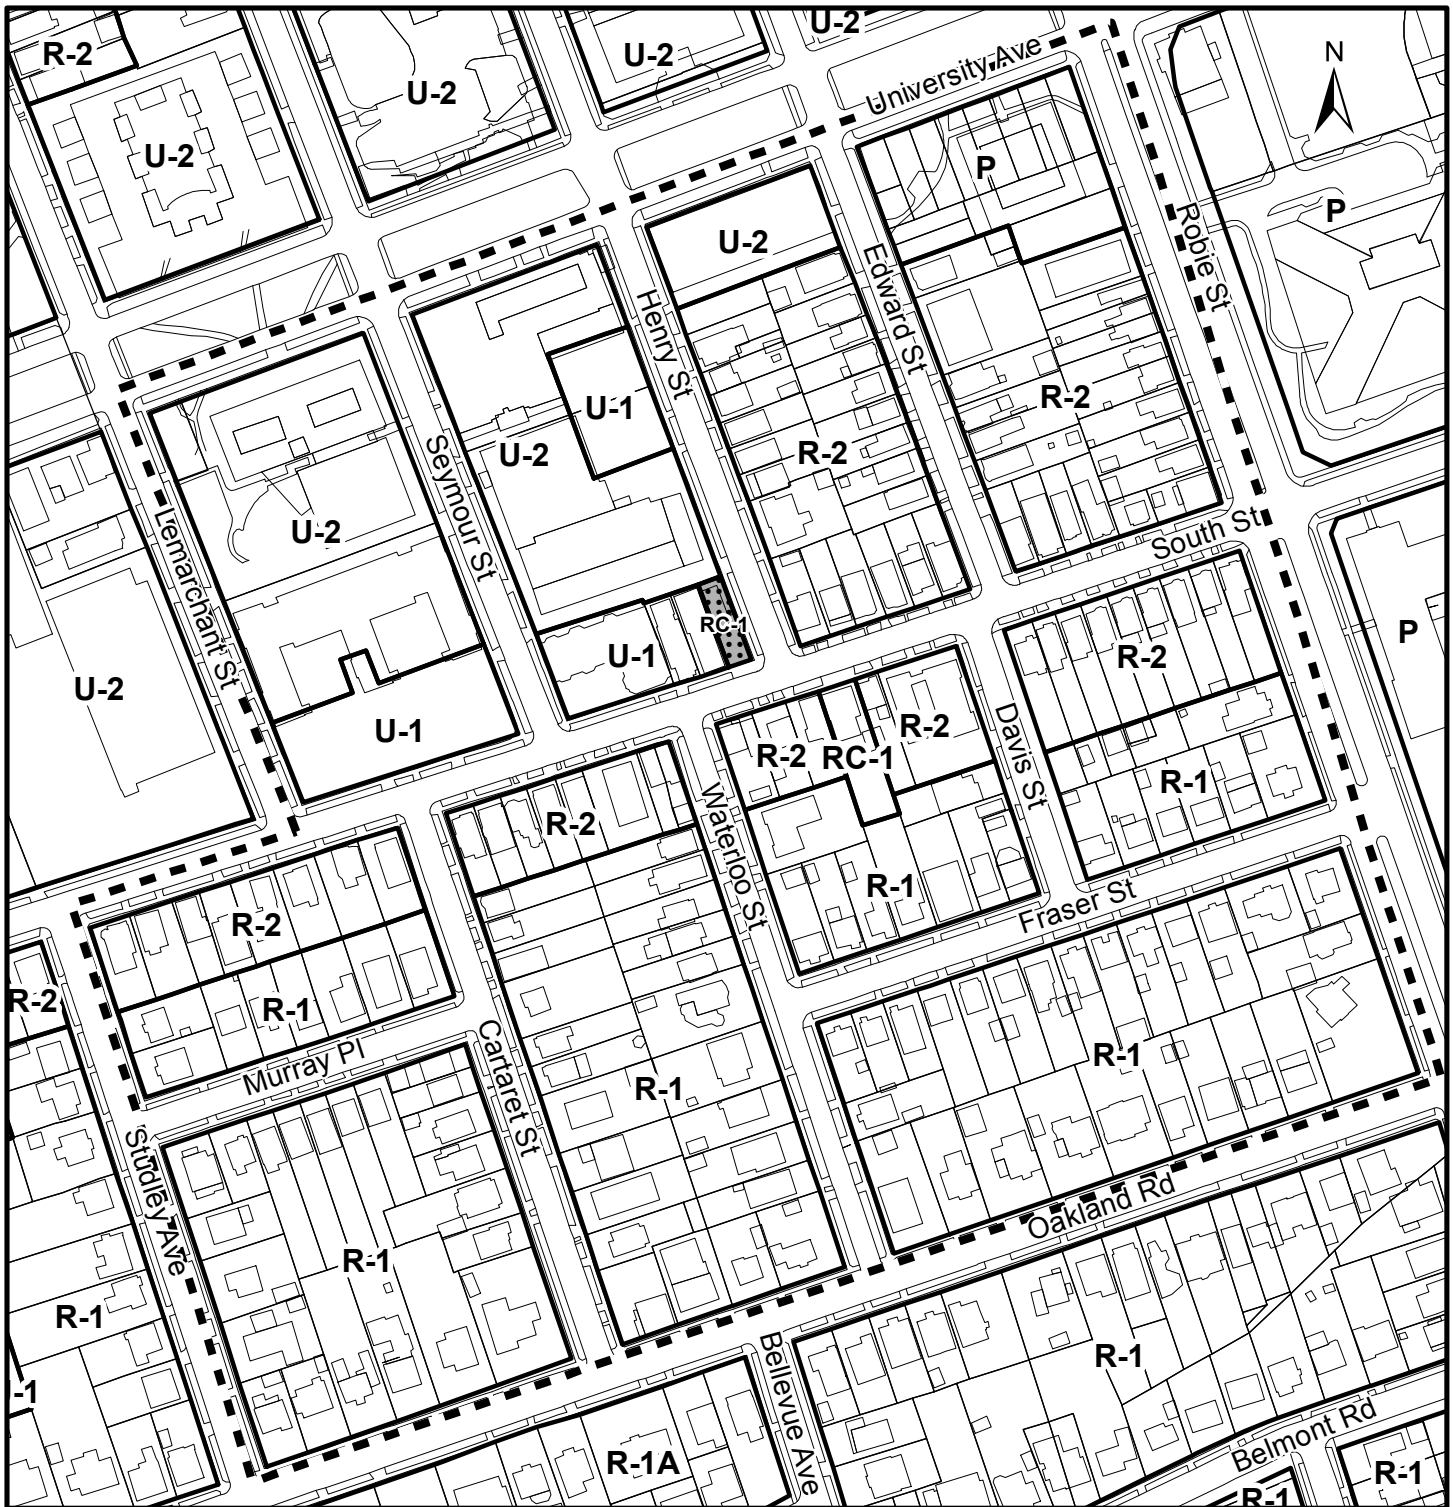 U-2
R-2
U-2
U-2
University Ave
N
U-2
P
Robie St
P
U-2
Edward St
Henry St
R-2
U-1
U-2
R-2
Seymour St
Lemarchant St
U-2
South St
RC-1
U-1
P
R-2
U-2
U-1
R-2
RC-1
R-2
Davis St
R-1
Waterloo St
R-2
R-1
Fraser St
R-2
R-2
R-1
Cartaret St
Murray Pl
R-1
R-1
Studley Ave
Oakland Rd
R-1
R-1
R-1
Bellevue Ave
-1
Belmont Rd
R-1A
R-1
R-1